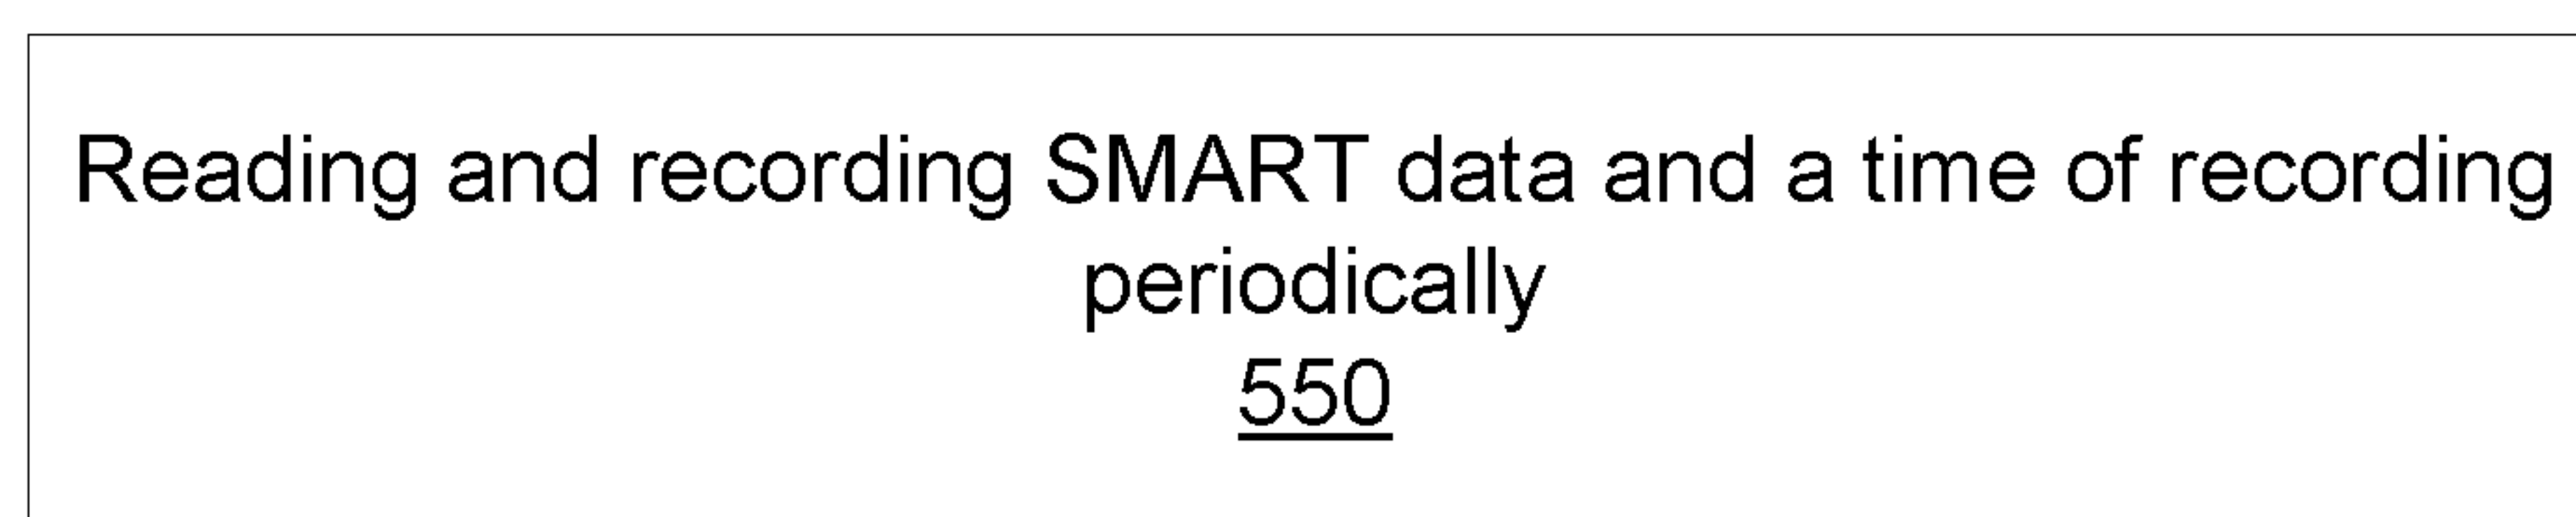 Reading and recording SMART data and a time of recording
periodically
550